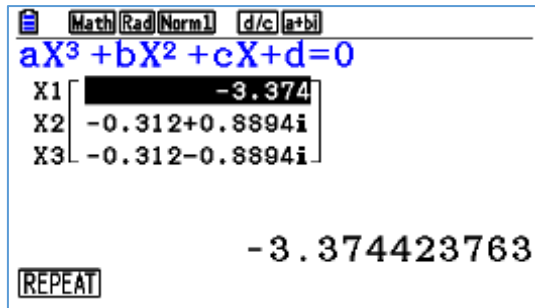 Math Rad Norm1 d/c a+bi
aX³+bX²+cX+d=0
X1 -3.374
X2 -0.312+0.8894i
X3 -0.312-0.8894i
-3.374423763
REPEAT